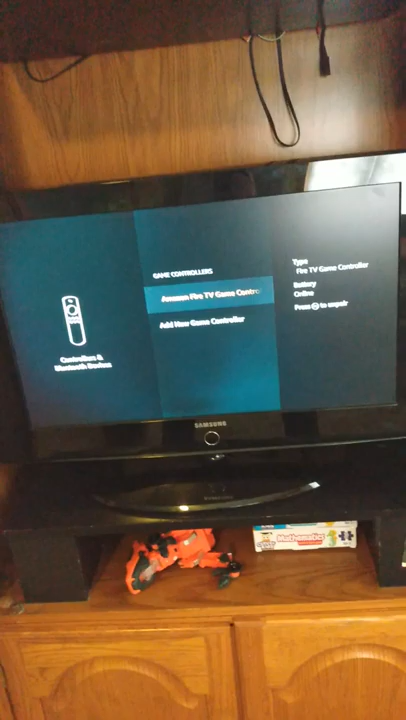 GAME CONTROLLERS
Amazon Fire TV Game Contro
Add New Game Controller
Controllers &
Bluetooth Devices
Type
Fire TV Game Controller
Battery
Online
Press to unpair
SAMSUNG
Mathematics